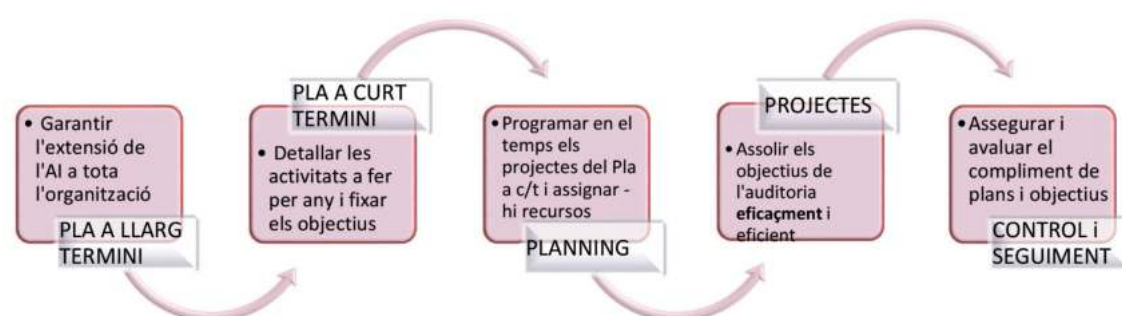 • Garantir
l'extensió de
l'AI a tota
l'organització
PLA A LLARG
TERMINI
PLA A CURT
TERMINI
• Detallar les
activitats a fer
per any i fixar
els objectius
• Programar en el
temps els
projectes del Pla
a c/t i assignar -
hi recursos
PLANNING
PROJECTES
• Assolir els
objectius de
l'auditoria
eficaçment i
eficient
• Assegurar i
avaluar el
compliment de
plans i objectius
CONTROL i
SEGUIMENT